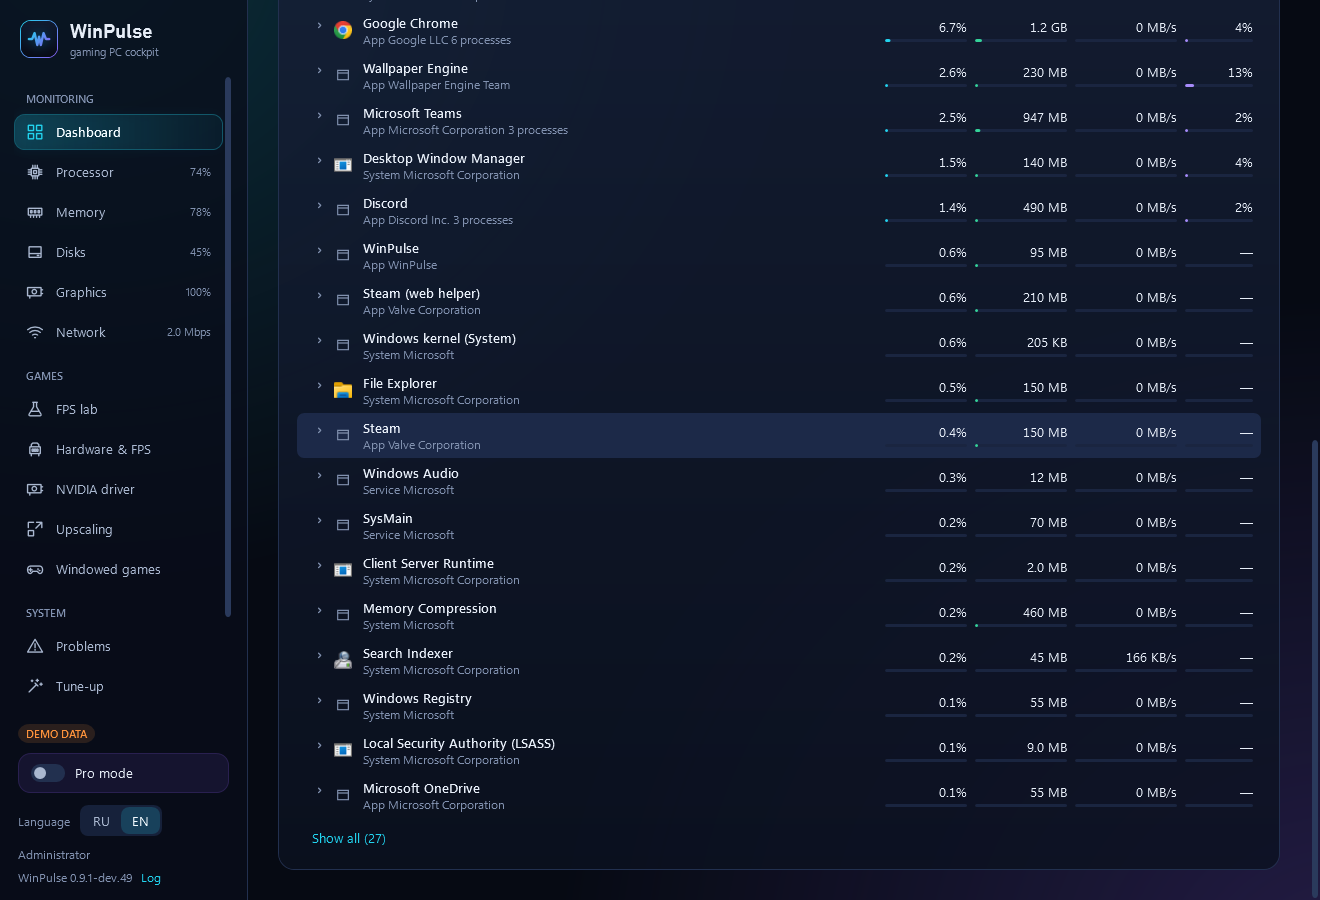 WinPulse
gaming PC cockpit
MONITORING
Dashboard
Processor 74%
Memory 78%
Disks 45%
Graphics 100%
Network 2.0 Mbps
GAMES
FPS lab
Hardware & FPS
NVIDIA driver
Upscaling
Windowed games
SYSTEM
Problems
Tune-up
DEMO DATA
Pro mode
Language RU EN
Administrator
WinPulse 0.9.1-dev.49 Log
Google Chrome 6.7% 1.2 GB 0 MB/s 4%
App Google LLC 6 processes
Wallpaper Engine 2.6% 230 MB 0 MB/s 13%
App Wallpaper Engine Team
Microsoft Teams 2.5% 947 MB 0 MB/s 2%
App Microsoft Corporation 3 processes
Desktop Window Manager 1.5% 140 MB 0 MB/s 4%
System Microsoft Corporation
Discord 1.4% 490 MB 0 MB/s 2%
App Discord Inc. 3 processes
WinPulse 0.6% 95 MB 0 MB/s —
App WinPulse
Steam (web helper) 0.6% 210 MB 0 MB/s —
App Valve Corporation
Windows kernel (System) 0.6% 205 KB 0 MB/s —
System Microsoft
File Explorer 0.5% 150 MB 0 MB/s —
System Microsoft Corporation
Steam 0.4% 150 MB 0 MB/s —
App Valve Corporation
Windows Audio 0.3% 12 MB 0 MB/s —
Service Microsoft
SysMain 0.2% 70 MB 0 MB/s —
Service Microsoft
Client Server Runtime 0.2% 2.0 MB 0 MB/s —
System Microsoft Corporation
Memory Compression 0.2% 460 MB 0 MB/s —
System Microsoft
Search Indexer 0.2% 45 MB 166 KB/s —
System Microsoft Corporation
Windows Registry 0.1% 55 MB 0 MB/s —
System Microsoft
Local Security Authority (LSASS) 0.1% 9.0 MB 0 MB/s —
System Microsoft Corporation
Microsoft OneDrive 0.1% 55 MB 0 MB/s —
App Microsoft Corporation
Show all (27)